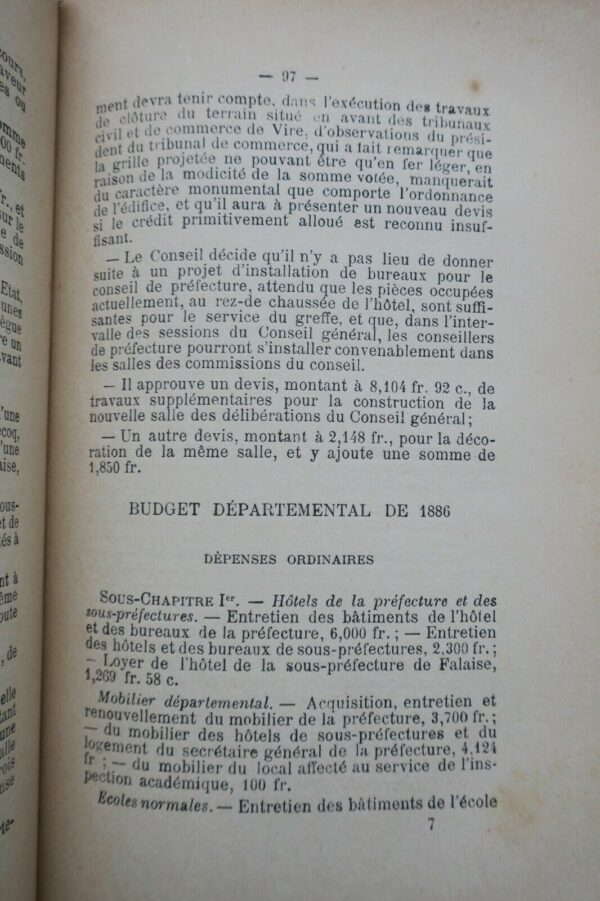 — 97 —
ment devra tenir compte, dans l'exécution des travaux
de clôture du terrain situé en avant des tribunaux
civil et de commerce de Vire, d'observations du prési-
dent du tribunal de commerce, qui a fait remarquer que
la grille projetée ne pouvant être qu'en fer léger, en
raison de la modicité de la somme votée, manquerait
du caractère monumental que comporte l'ordonnance
de l'édifice, et qu'il aura à présenter un nouveau devis
si le crédit primitivement alloué est reconnu insuf-
fisant.
— Le Conseil décide qu'il n'y a pas lieu de donner
suite à un projet d'installation de bureaux pour le
conseil de préfecture, attendu que les pièces occupées
actuellement, au rez-de chaussée de l'hôtel, sont suffi-
santes pour le service du greffe, et que, dans l'inter-
valle des sessions du Conseil général, les conseillers
de préfecture pourront s'installer convenablement dans
les salles des commissions du conseil.
— Il approuve un devis, montant à 8,104 fr. 92 c., de
travaux supplémentaires pour la construction de la
nouvelle salle des délibérations du Conseil général;
— Un autre devis, montant à 2,148 fr., pour la déco-
ration de la même salle, et y ajoute une somme de
1,850 fr.
BUDGET DÉPARTEMENTAL DE 1886
DÉPENSES ORDINAIRES
SOUS-CHAPITRE Ier. — Hôtels de la préfecture et des
sous-préfectures. — Entretien des bâtiments de l'hôtel
et des bureaux de la préfecture, 6,000 fr.; — Entretien
des hôtels et des bureaux de sous-préfectures, 2.300 fr.;
— Loyer de l'hôtel de la sous-préfecture de Falaise,
1,269 fr. 58 c.
Mobilier départemental. — Acquisition, entretien et
renouvellement du mobilier de la préfecture, 3,700 fr.;
— du mobilier des hôtels de sous-préfectures et du
logement du secrétaire général de la préfecture, 4,124
fr; — du mobilier du local affecté au service de l'ins-
pection académique, 100 fr.
Ecoles normales. — Entretien des bâtiments de l'école
7